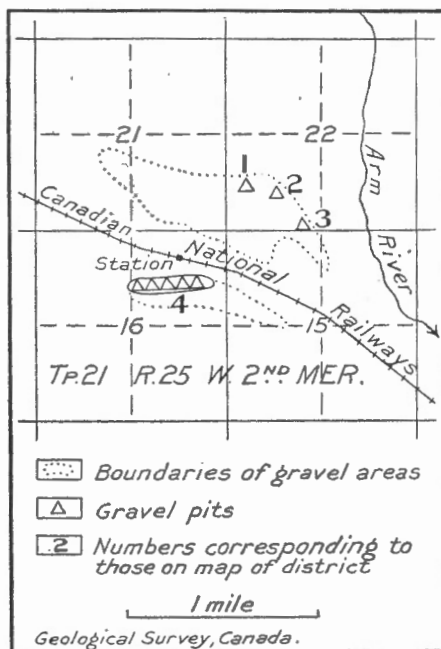 21
22
1
2
3
Arm River
Canadian National Railways
Station
4
16
15
TP.21 R.25 W. 2ND MER.
Boundaries of gravel areas
Gravel pits
2 Numbers corresponding to
those on map of district
1 mile
Geological Survey, Canada.